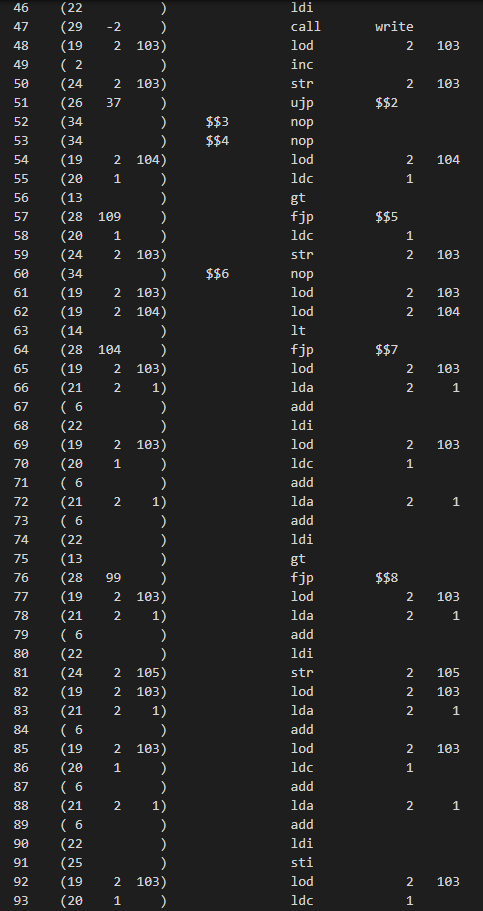 46 (22 ) ldi
47 (29 -2 ) call write
48 (19 2 103) lod 2 103
49 ( 2 ) inc
50 (24 2 103) str 2 103
51 (26 37 ) ujp $$2
52 (34 ) $$3 nop
53 (34 ) $$4 nop
54 (19 2 104) lod 2 104
55 (20 1 ) ldc 1
56 (13 ) gt
57 (28 109 ) fjp $$5
58 (20 1 ) ldc 1
59 (24 2 103) str 2 103
60 (34 ) $$6 nop
61 (19 2 103) lod 2 103
62 (19 2 104) lod 2 104
63 (14 ) lt
64 (28 104 ) fjp $$7
65 (19 2 103) lod 2 103
66 (21 2 1) lda 2 1
67 ( 6 ) add
68 (22 ) ldi
69 (19 2 103) lod 2 103
70 (20 1 ) ldc 1
71 ( 6 ) add
72 (21 2 1) lda 2 1
73 ( 6 ) add
74 (22 ) ldi
75 (13 ) gt
76 (28 99 ) fjp $$8
77 (19 2 103) lod 2 103
78 (21 2 1) lda 2 1
79 ( 6 ) add
80 (22 ) ldi
81 (24 2 105) str 2 105
82 (19 2 103) lod 2 103
83 (21 2 1) lda 2 1
84 ( 6 ) add
85 (19 2 103) lod 2 103
86 (20 1 ) ldc 1
87 ( 6 ) add
88 (21 2 1) lda 2 1
89 ( 6 ) add
90 (22 ) ldi
91 (25 ) sti
92 (19 2 103) lod 2 103
93 (20 1 ) ldc 1